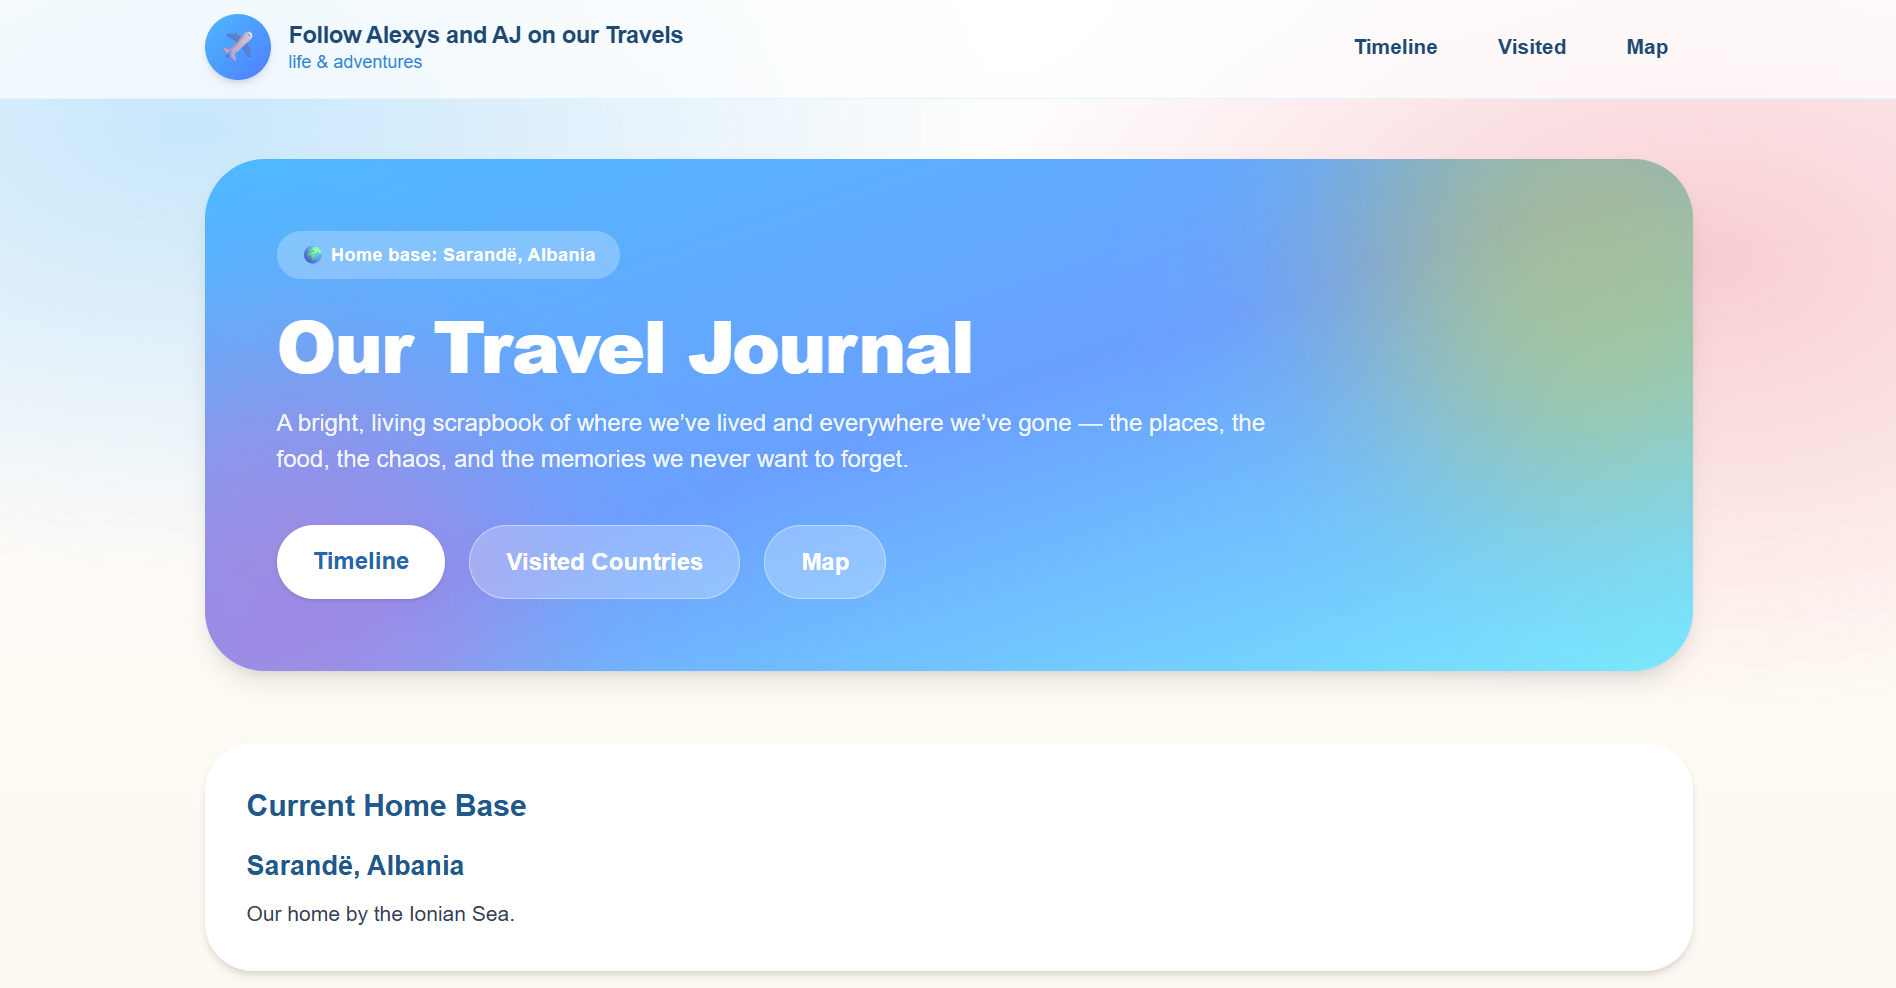 Follow Alexys and AJ on our Travels
life & adventures
Timeline
Visited
Map
Home base: Sarandë, Albania
Our Travel Journal
A bright, living scrapbook of where we’ve lived and everywhere we’ve gone — the places, the
food, the chaos, and the memories we never want to forget.
Timeline
Visited Countries
Map
Current Home Base
Sarandë, Albania
Our home by the Ionian Sea.